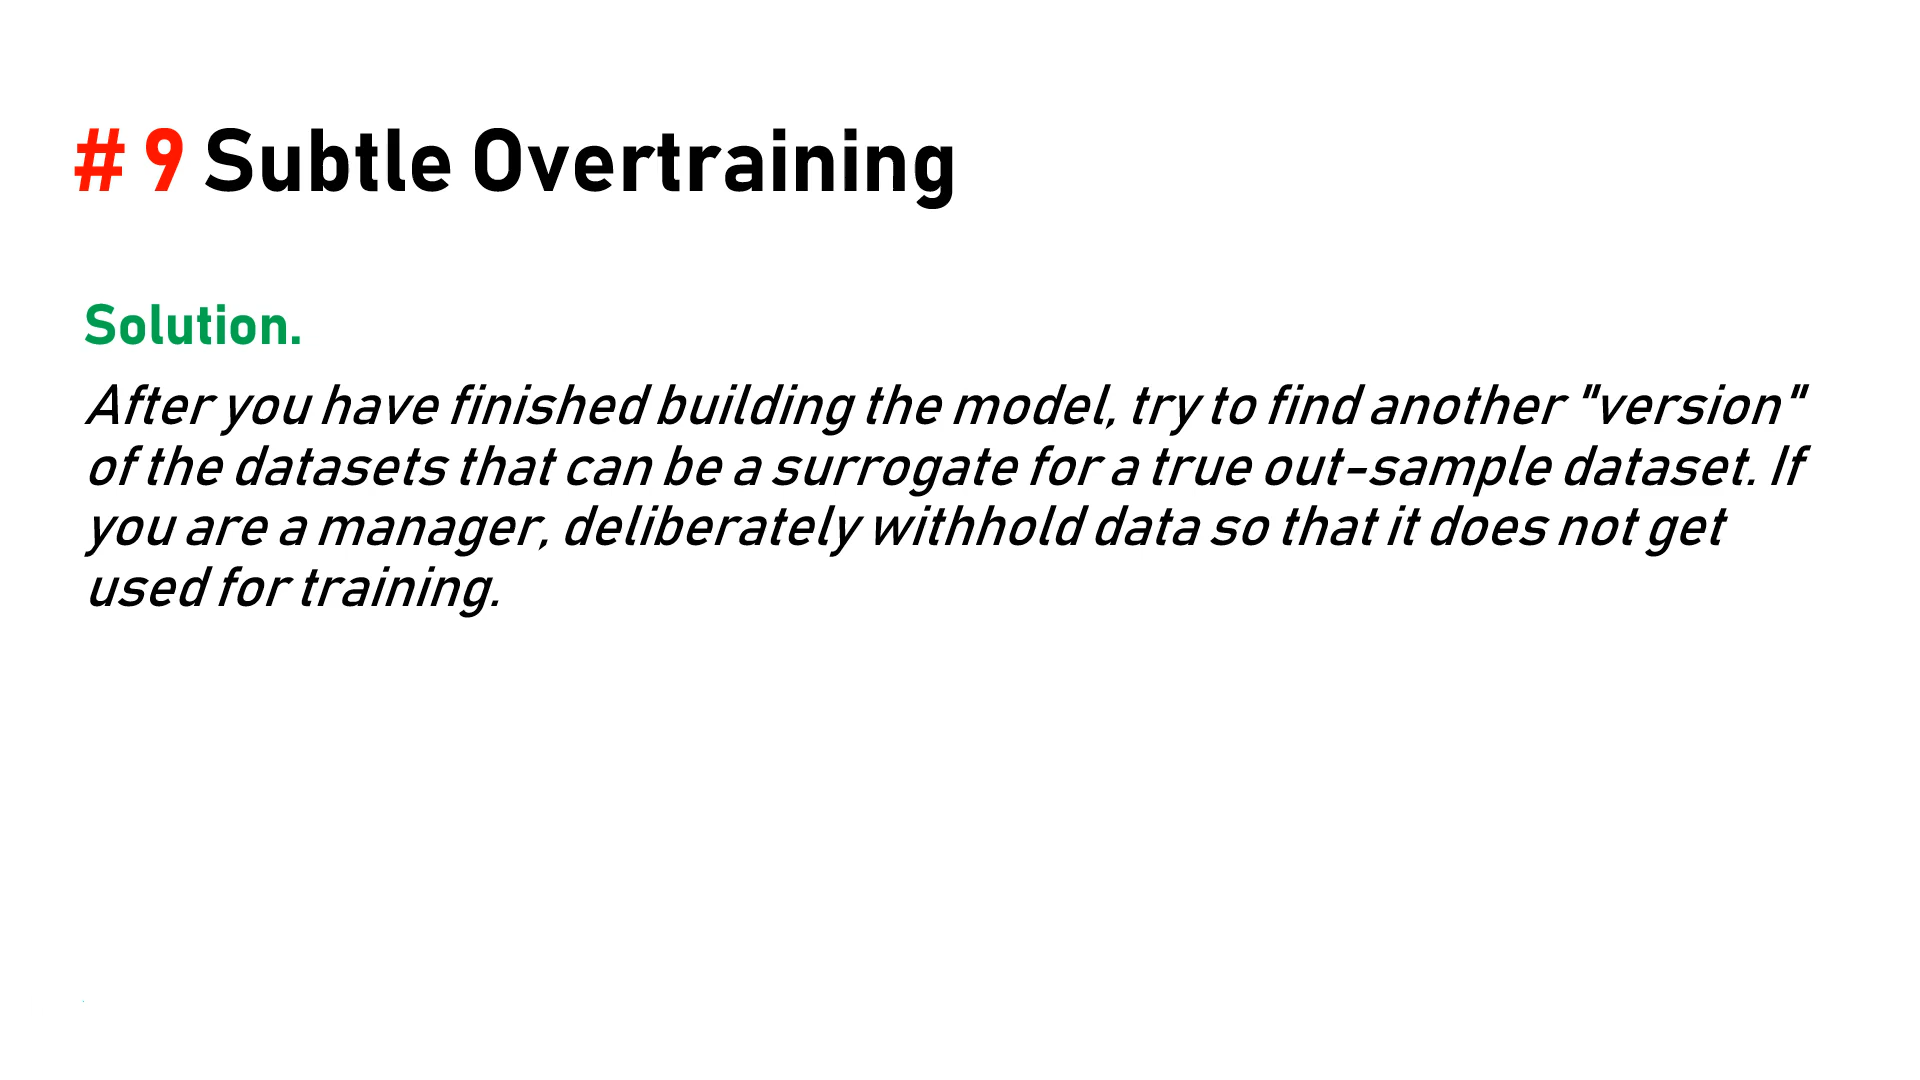 # 9 Subtle Overtraining
Solution.
After you have finished building the model, try to find another "version"
of the datasets that can be a surrogate for a true out-sample dataset. If
you are a manager, deliberately withhold data so that it does not get
used for training.